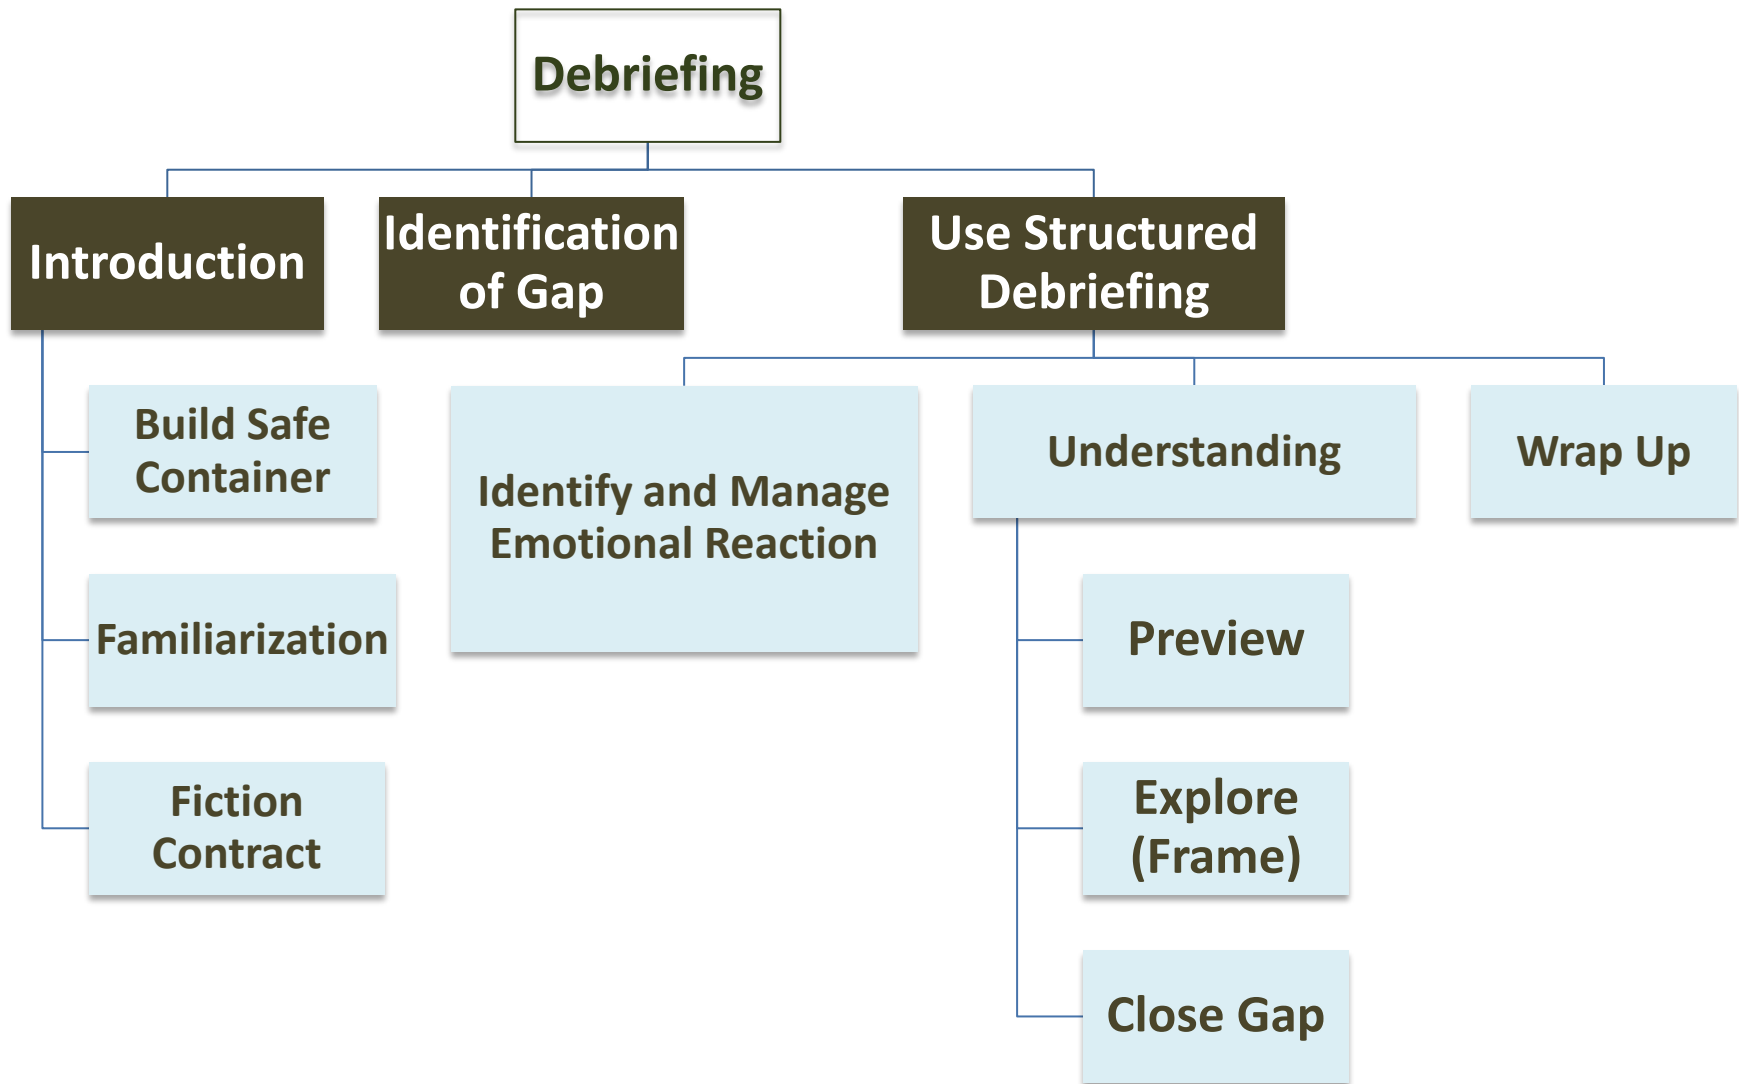 Debriefing
Introduction
Identification
of Gap
Use Structured
Debriefing
Build Safe
Container
Familiarization
Fiction
Contract
Identify and Manage
Emotional Reaction
Understanding
Preview
Explore
(Frame)
Close Gap
Wrap Up